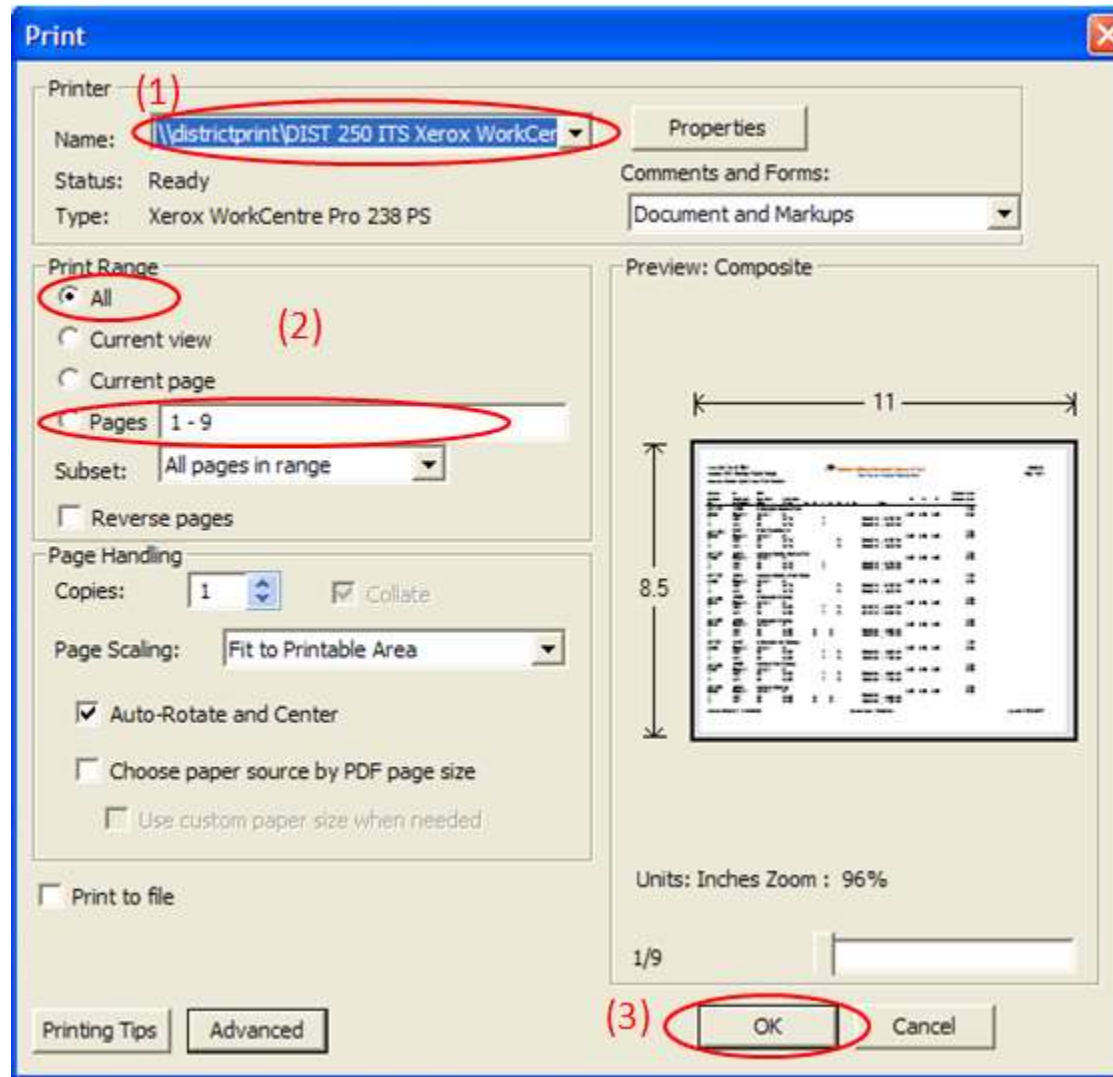 Print
Printer
(1)
Name: \\districtprint\DIST 250 ITS Xerox WorkCer
Properties
Status: Ready
Comments and Forms:
Type: Xerox WorkCentre Pro 238 PS
Document and Markups
Print Range
All
(2)
Current view
Current page
Pages 1 - 9
Subset: All pages in range
Reverse pages
Page Handling
Copies: 1
Collate
Page Scaling: Fit to Printable Area
Auto-Rotate and Center
Choose paper source by PDF page size
Use custom paper size when needed
Print to file
Preview: Composite
11
8.5
Units: Inches Zoom : 96%
1/9
Printing Tips
Advanced
(3)
OK
Cancel